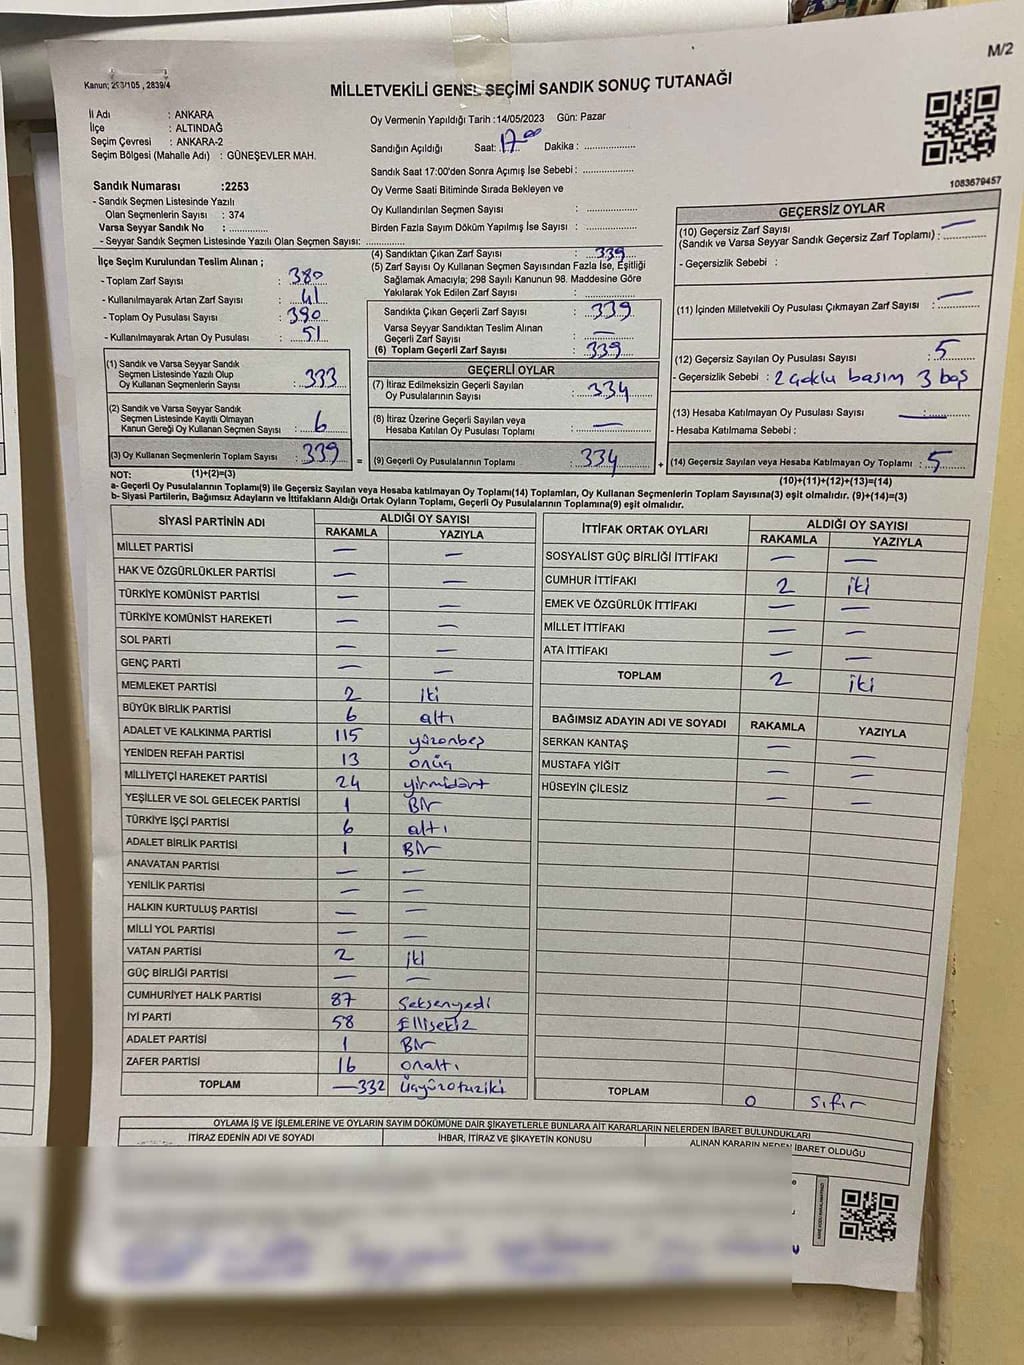 M/2
Kanun; 293/105 , 2839/4
MİLLETVEKİLİ GENEL SEÇİMİ SANDIK SONUÇ TUTANAĞI
İl Adı : ANKARA
İlçe : ALTINDAĞ
Seçim Çevresi : ANKARA-2
Seçim Bölgesi (Mahalle Adı) : GÜNEŞEVLER MAH.
Oy Vermenin Yapıldığı Tarih :14/05/2023 Gün: Pazar
Sandığın Açıldığı Saat: 17.00 Dakika : ..................
Sandık Saat 17:00'den Sonra Açımış İse Sebebi: ..................
Oy Verme Saati Bitiminde Sırada Bekleyen ve
Oy Kullandırılan Seçmen Sayısı : ..................
Birden Fazla Sayım Döküm Yapılmış İse Sayısı : ..................
1083679457
Sandık Numarası :2253
- Sandık Seçmen Listesinde Yazılı
Olan Seçmenlerin Sayısı : 374
Varsa Seyyar Sandık No : ..............
- Seyyar Sandık Seçmen Listesinde Yazılı Olan Seçmen Sayısı: ..............
İlçe Seçim Kurulundan Teslim Alınan ;
- Toplam Zarf Sayısı : 380
- Kullanılmayarak Artan Zarf Sayısı : 41
- Toplam Oy Pusulası Sayısı : 390
- Kullanılmayarak Artan Oy Pusulası : 51
(1) Sandık ve Varsa Seyyar Sandık
Seçmen Listesinde Yazılı Olup
Oy Kullanan Seçmenlerin Sayısı : 333
(2) Sandık ve Varsa Seyyar Sandık
Seçmen Listesinde Kayıtlı Olmayan
Kanun Gereği Oy Kullanan Seçmen Sayısı : 6
(3) Oy Kullanan Seçmenlerin Toplam Sayısı : 339 =
(4) Sandıktan Çıkan Zarf Sayısı : 339
(5) Zarf Sayısı Oy Kullanan Seçmen Sayısından Fazla İse, Eşitliği
Sağlamak Amacıyla; 298 Sayılı Kanunun 98. Maddesine Göre
Yakılarak Yok Edilen Zarf Sayısı : ..................
Sandıkta Çıkan Geçerli Zarf Sayısı : 339
Varsa Seyyar Sandıktan Teslim Alınan
Geçerli Zarf Sayısı : —
(6) Toplam Geçerli Zarf Sayısı : 339
GEÇERLİ OYLAR
(7) İtiraz Edilmeksizin Geçerli Sayılan
Oy Pusulalarının Sayısı : 334
(8) İtiraz Üzerine Geçerli Sayılan veya
Hesaba Katılan Oy Pusulası Toplamı : —
(9) Geçerli Oy Pusulalarının Toplamı : 334 +
GEÇERSİZ OYLAR
(10) Geçersiz Zarf Sayısı
(Sandık ve Varsa Seyyar Sandık Geçersiz Zarf Toplamı) : —
- Geçersizlik Sebebi :
(11) İçinden Milletvekili Oy Pusulası Çıkmayan Zarf Sayısı : —
(12) Geçersiz Sayılan Oy Pusulası Sayısı : 5
- Geçersizlik Sebebi : 2 çoklu basım 3 boş
(13) Hesaba Katılmayan Oy Pusulası Sayısı : —
- Hesaba Katılmama Sebebi :
(14) Geçersiz Sayılan veya Hesaba Katılmayan Oy Toplamı : 5
(10)+(11)+(12)+(13)=(14)
NOT: (1)+(2)=(3)
a- Geçerli Oy Pusulalarının Toplamı(9) ile Geçersiz Sayılan veya Hesaba katılmayan Oy Toplamı(14) Toplamları, Oy Kullanan Seçmenlerin Toplam Sayısına(3) eşit olmalıdır. (9)+(14)=(3)
b- Siyasi Partilerin, Bağımsız Adayların ve İttifakların Aldığı Ortak Oyların Toplamı, Geçerli Oy Pusulalarının Toplamına(9) eşit olmalıdır.
SİYASİ PARTİNİN ADI ALDIĞI OY SAYISI
RAKAMLA YAZIYLA
MİLLET PARTİSİ — —
HAK VE ÖZGÜRLÜKLER PARTİSİ — —
TÜRKİYE KOMÜNİST PARTİSİ — —
TÜRKİYE KOMÜNİST HAREKETİ — —
SOL PARTİ — —
GENÇ PARTİ — —
MEMLEKET PARTİSİ 2 iki
BÜYÜK BİRLİK PARTİSİ 6 altı
ADALET VE KALKINMA PARTİSİ 115 yüzonbeş
YENİDEN REFAH PARTİSİ 13 onüç
MİLLİYETÇİ HAREKET PARTİSİ 24 yirmidört
YEŞİLLER VE SOL GELECEK PARTİSİ 1 Bir
TÜRKİYE İŞÇİ PARTİSİ 6 altı
ADALET BİRLİK PARTİSİ 1 Bir
ANAVATAN PARTİSİ — —
YENİLİK PARTİSİ — —
HALKIN KURTULUŞ PARTİSİ — —
MİLLİ YOL PARTİSİ — —
VATAN PARTİSİ 2 iki
GÜÇ BİRLİĞİ PARTİSİ — —
CUMHURİYET HALK PARTİSİ 87 Seksenyedi
İYİ PARTİ 58 Ellisekiz
ADALET PARTİSİ 1 Bir
ZAFER PARTİSİ 16 onaltı
TOPLAM —332 Üçyüzotuziki
İTTİFAK ORTAK OYLARI ALDIĞI OY SAYISI
RAKAMLA YAZIYLA
SOSYALİST GÜÇ BİRLİĞİ İTTİFAKI — —
CUMHUR İTTİFAKI 2 iki
EMEK VE ÖZGÜRLÜK İTTİFAKI — —
MİLLET İTTİFAKI — —
ATA İTTİFAKI — —
TOPLAM 2 iki
BAĞIMSIZ ADAYIN ADI VE SOYADI RAKAMLA YAZIYLA
SERKAN KANTAŞ — —
MUSTAFA YİĞİT — —
HÜSEYİN ÇİLESİZ — —
TOPLAM 0 sıfır
OYLAMA İŞ VE İŞLEMLERİNE VE OYLARIN SAYIM DÖKÜMÜNE DAİR ŞİKAYETLERLE BUNLARA AİT KARARLARIN NELERDEN İBARET BULUNDUKLARI
İTİRAZ EDENİN ADI VE SOYADI İHBAR, İTİRAZ VE ŞİKAYETİN KONUSU ALINAN KARARIN NEDEN İBARET OLDUĞU